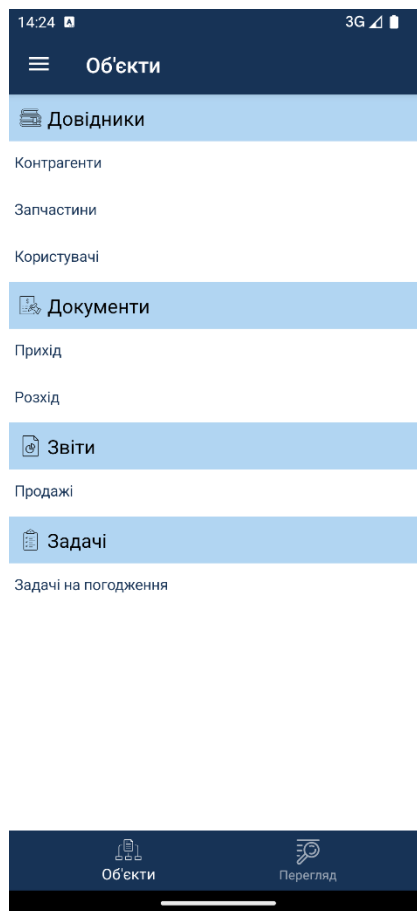 14:24 A 3G
Об'єкти
Довідники
Контрагенти
Запчастини
Користувачі
Документи
Прихід
Розхід
Звіти
Продажі
Задачі
Задачі на погодження
Об'єкти Перегляд